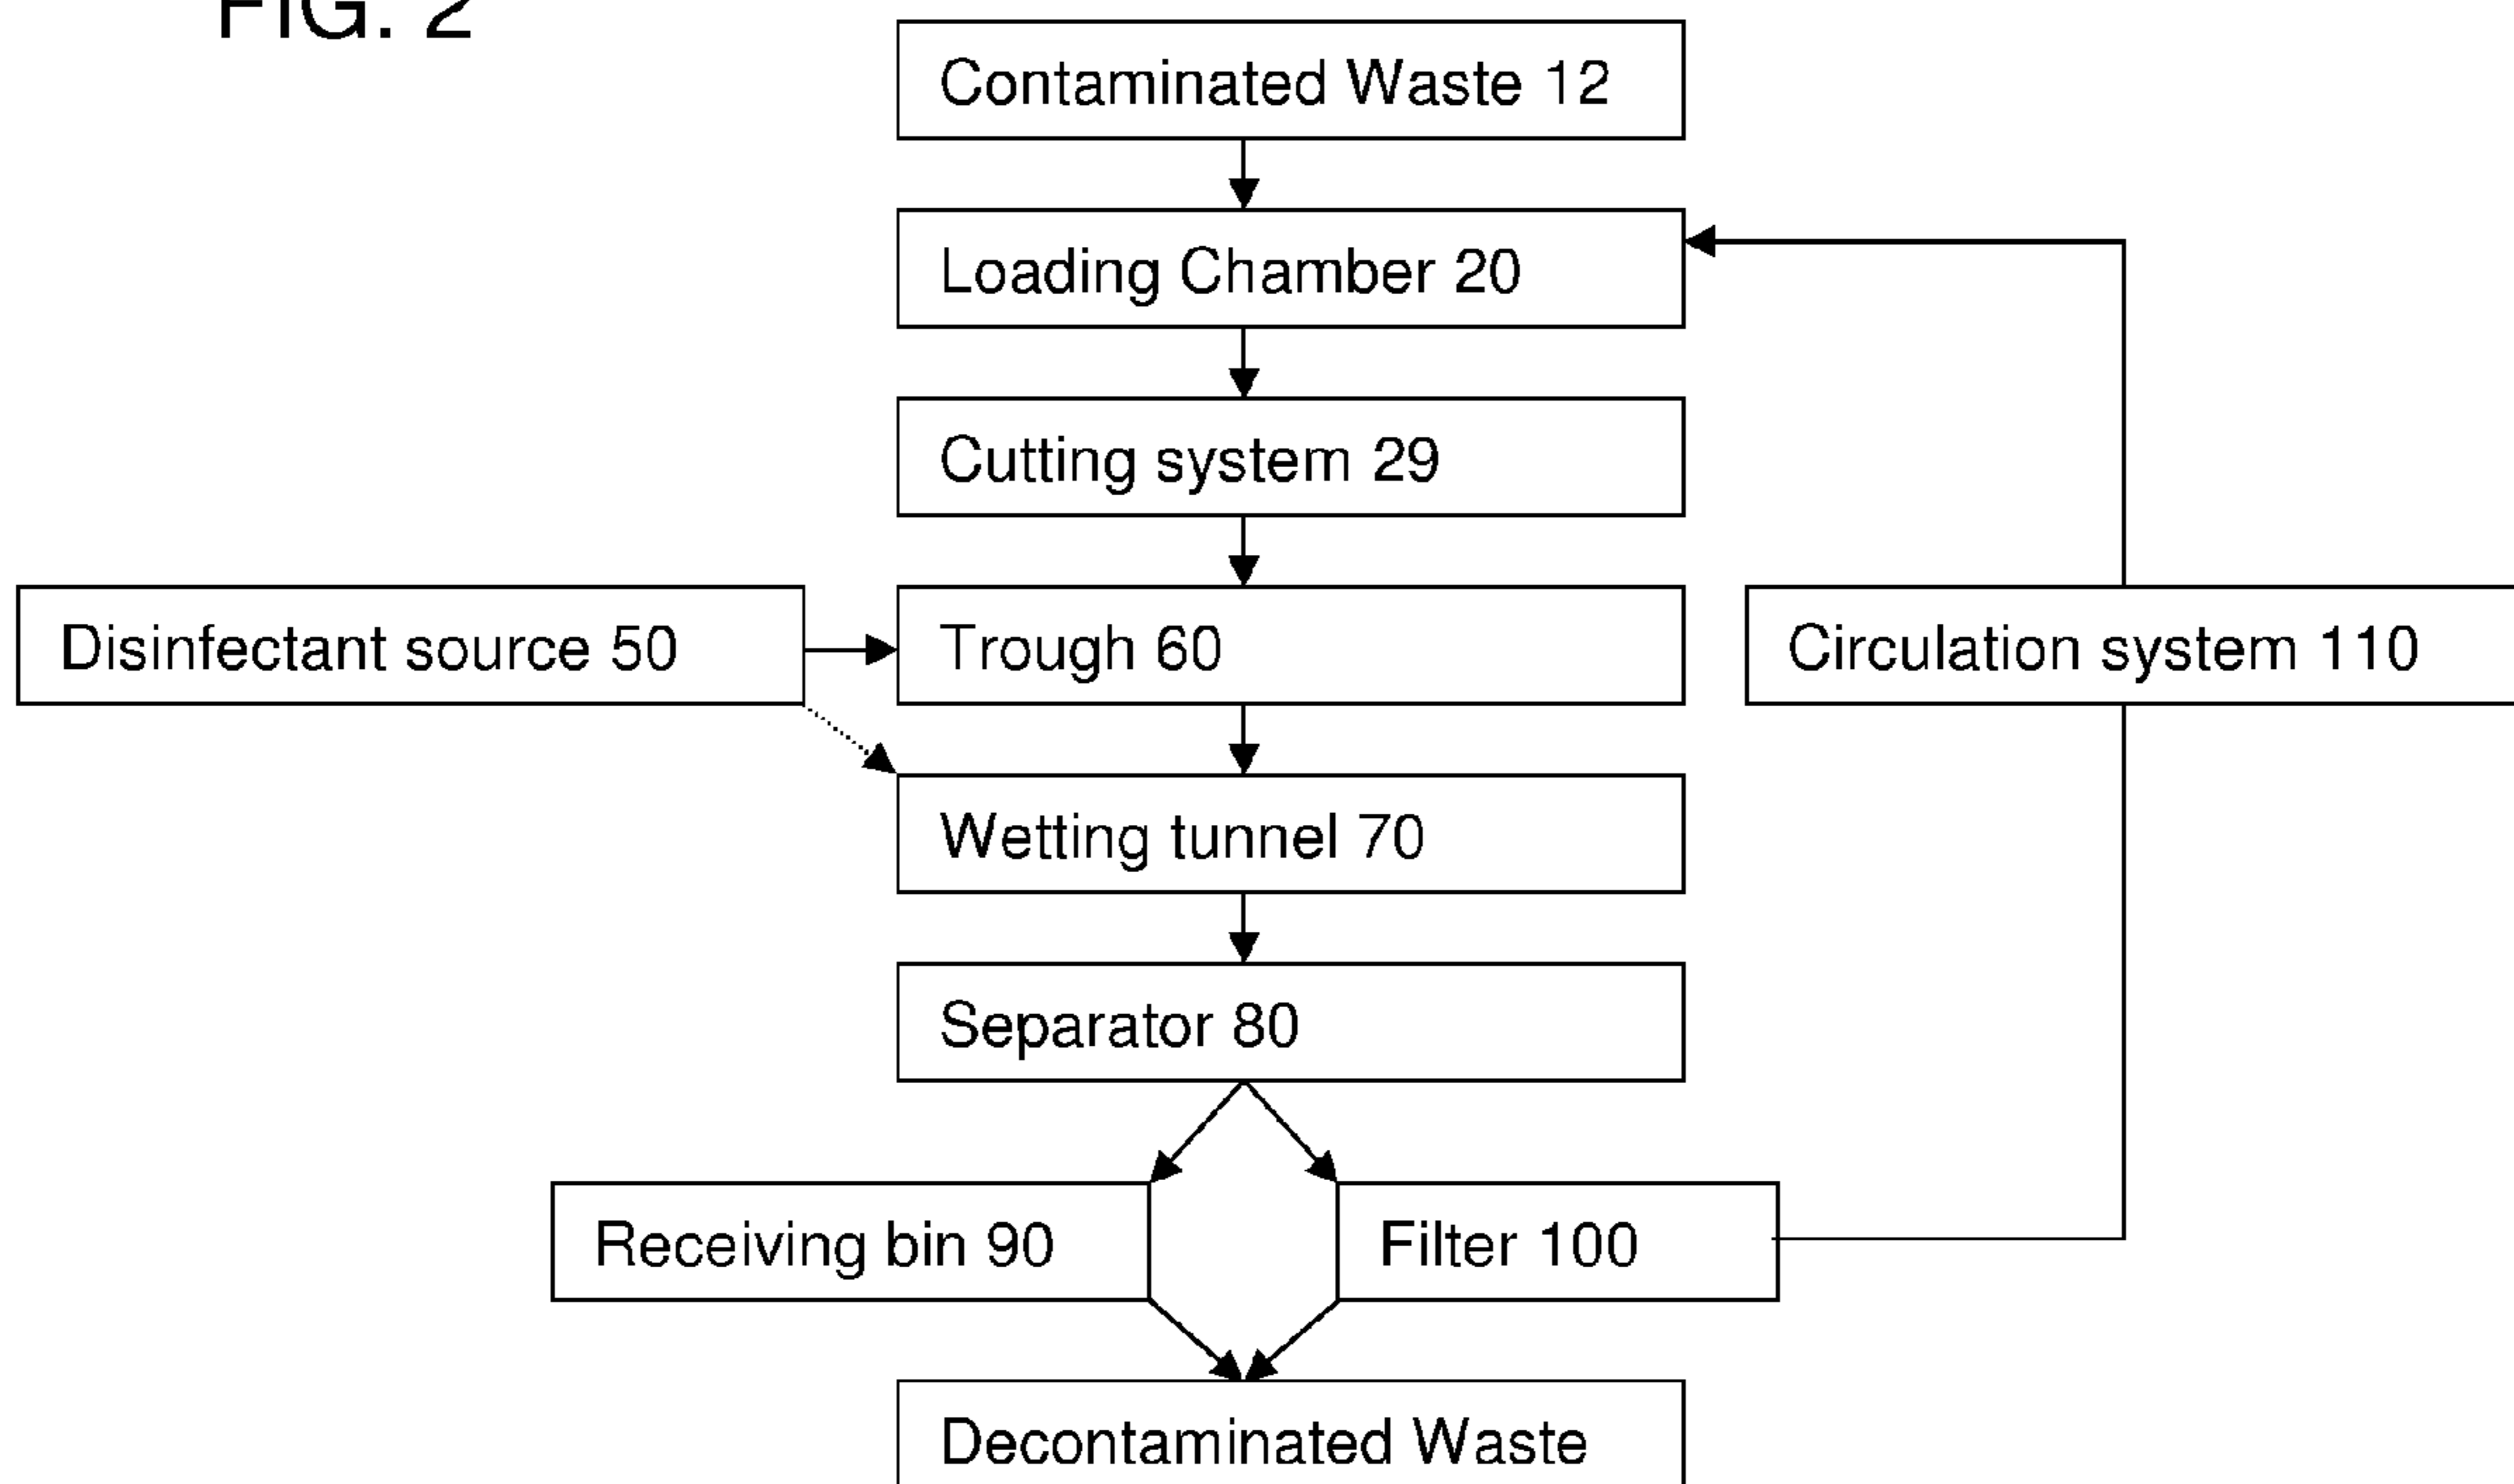 FIG. 2
Contaminated Waste 12
Loading Chamber 20
Cutting system 29
Disinfectant source 50
Trough 60
Circulation system 110
Wetting tunnel 70
Separator 80
Receiving bin 90
Filter 100
Decontaminated Waste